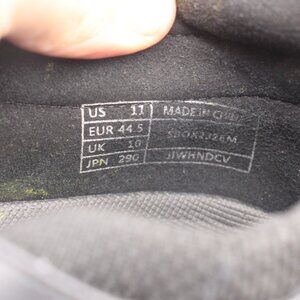 US 11 MADE IN CHINA
EUR 44.5
UK 10
JPN 290 JIWHNDCV